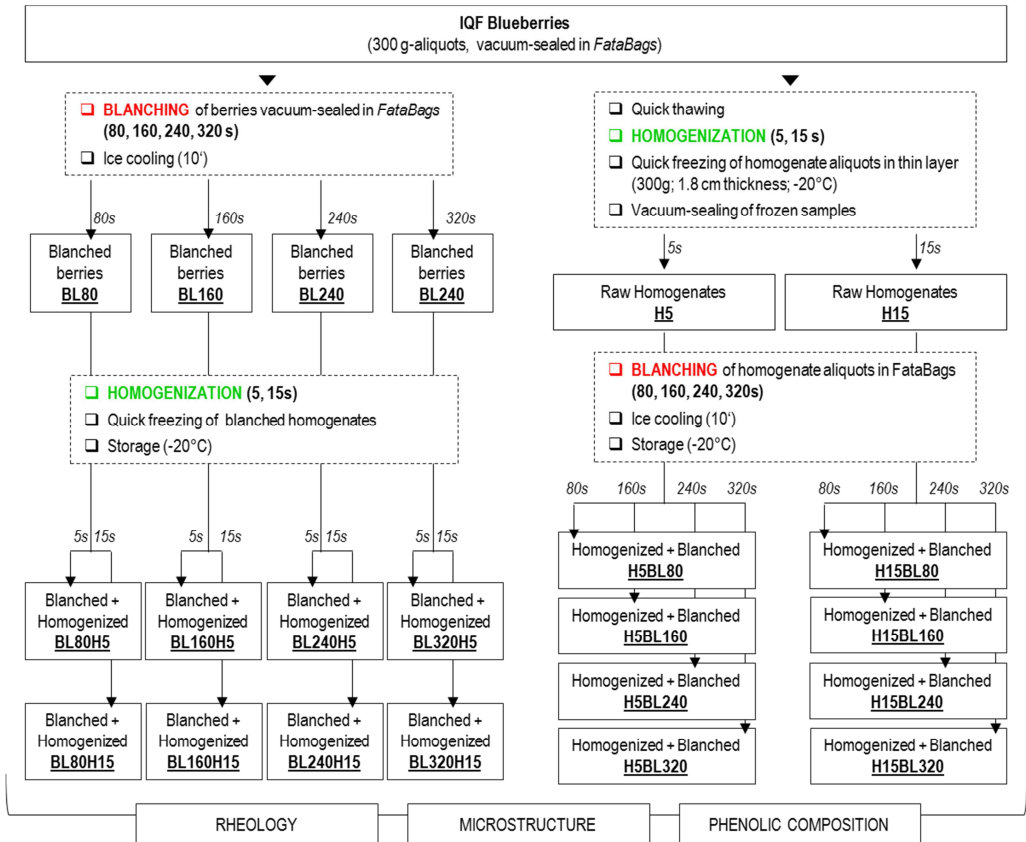 IQF Blueberries
(300 g-aliquots, vacuum-sealed in FataBags)
❑ BLANCHING of berries vacuum-sealed in FataBags
(80, 160, 240, 320 s)
❑ Ice cooling (10‘)
80s 160s 240s 320s
Blanched
berries
BL80
Blanched
berries
BL160
Blanched
berries
BL240
Blanched
berries
BL240
❑ HOMOGENIZATION (5, 15s)
❑ Quick freezing of blanched homogenates
❑ Storage (-20°C)
5s 15s 5s 15s 5s 15s 5s 15s
Blanched +
Homogenized
BL80H5
Blanched +
Homogenized
BL160H5
Blanched +
Homogenized
BL240H5
Blanched +
Homogenized
BL320H5
Blanched +
Homogenized
BL80H15
Blanched +
Homogenized
BL160H15
Blanched +
Homogenized
BL240H15
Blanched +
Homogenized
BL320H15
❑ Quick thawing
❑ HOMOGENIZATION (5, 15 s)
❑ Quick freezing of homogenate aliquots in thin layer
(300g; 1.8 cm thickness; -20°C)
❑ Vacuum-sealing of frozen samples
5s 15s
Raw Homogenates
H5
Raw Homogenates
H15
❑ BLANCHING of homogenate aliquots in FataBags
(80, 160, 240, 320s)
❑ Ice cooling (10‘)
❑ Storage (-20°C)
80s 160s 240s 320s 80s 160s 240s 320s
Homogenized + Blanched
H5BL80
Homogenized + Blanched
H5BL160
Homogenized + Blanched
H5BL240
Homogenized + Blanched
H5BL320
Homogenized + Blanched
H15BL80
Homogenized + Blanched
H15BL160
Homogenized + Blanched
H15BL240
Homogenized + Blanched
H15BL320
RHEOLOGY
MICROSTRUCTURE
PHENOLIC COMPOSITION